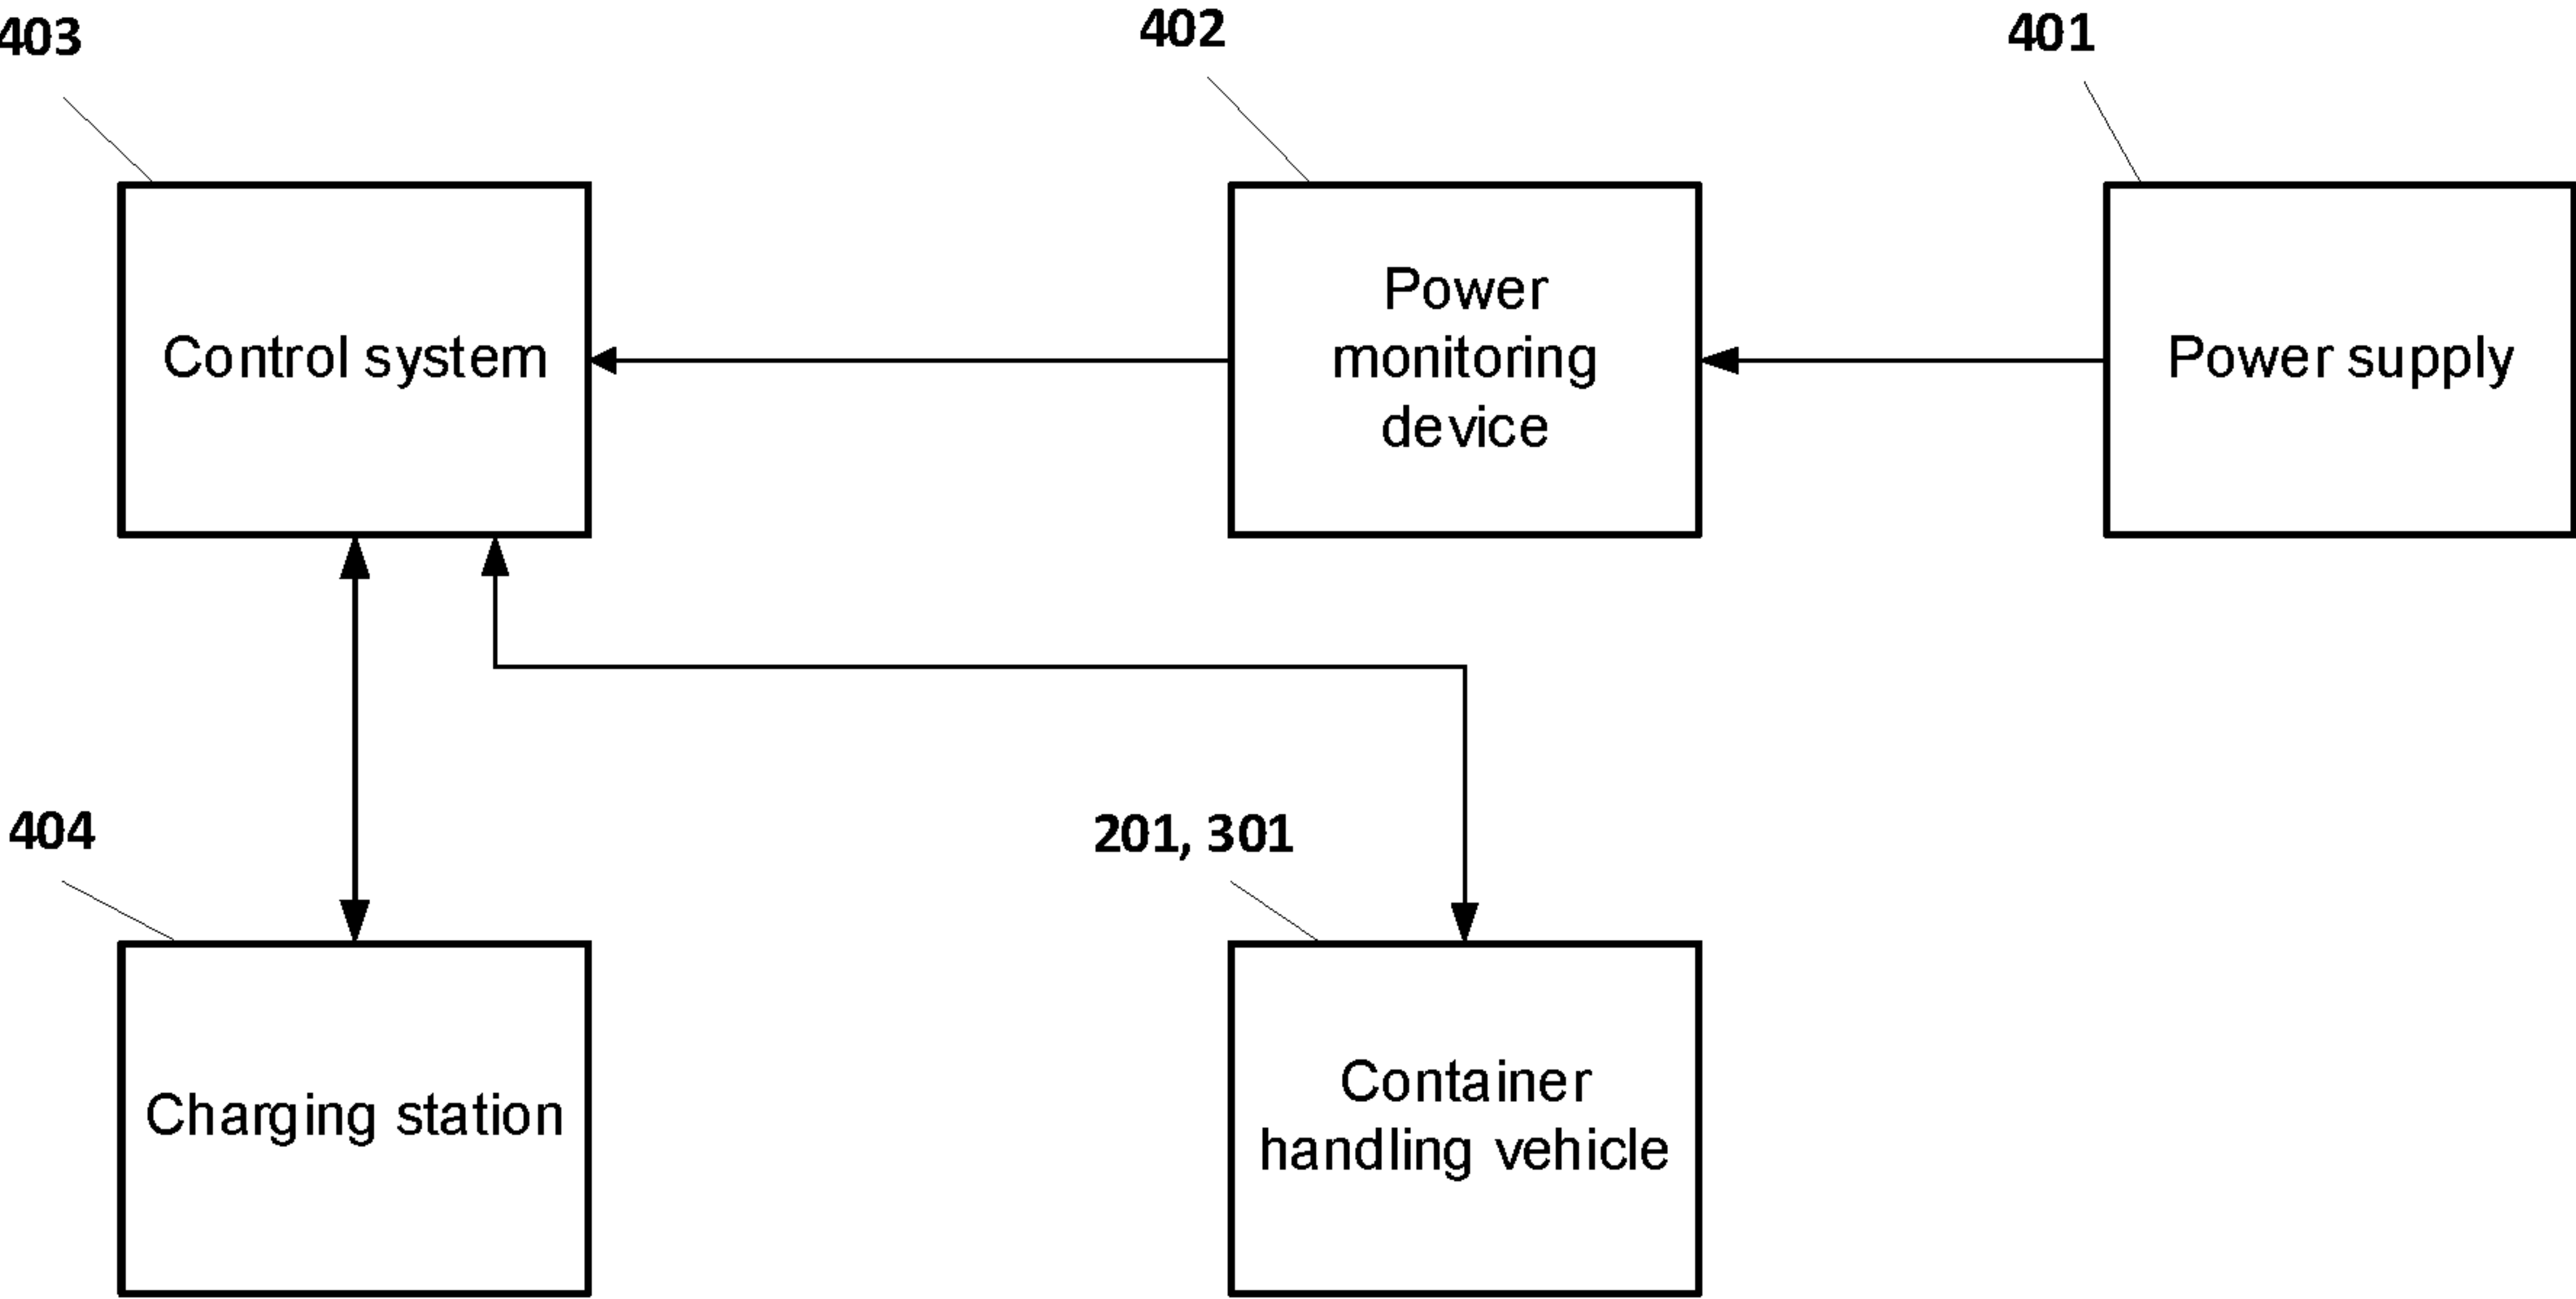 403
402
401
Control system
Power
monitoring
device
Power supply
404
201, 301
Charging station
Container
handling vehicle